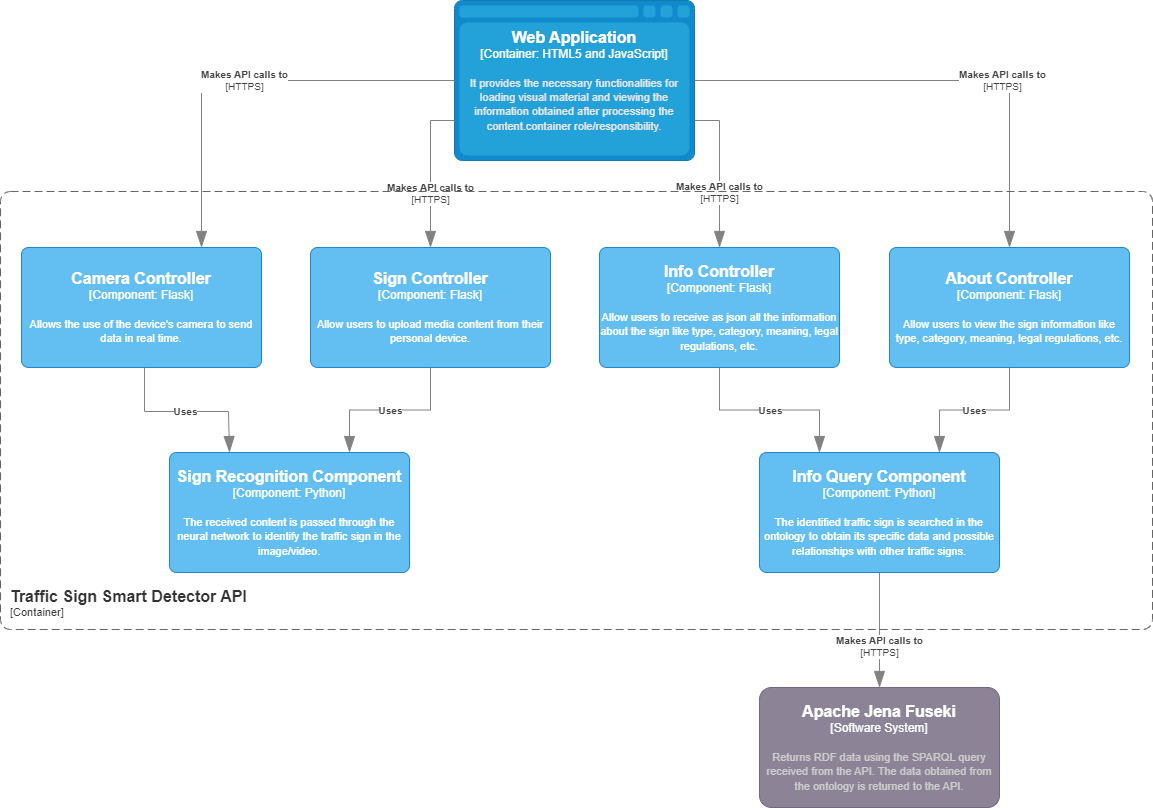 Web Application
[Container: HTML5 and JavaScript]
It provides the necessary functionalities for
loading visual material and viewing the
information obtained after processing the
content.container role/responsibility.
Makes API calls to
[HTTPS]
Makes API calls to
[HTTPS]
Makes API calls to
[HTTPS]
Makes API calls to
[HTTPS]
Camera Controller
[Component: Flask]
Allows the use of the device's camera to send
data in real time.
Sign Controller
[Component: Flask]
Allow users to upload media content from their
personal device.
Info Controller
[Component: Flask]
Allow users to receive as json all the information
about the sign like type, category, meaning, legal
regulations, etc.
About Controller
[Component: Flask]
Allow users to view the sign information like
type, category, meaning, legal regulations, etc.
Uses
Uses
Uses
Uses
Sign Recognition Component
[Component: Python]
The received content is passed through the
neural network to identify the traffic sign in the
image/video.
Info Query Component
[Component: Python]
The identified traffic sign is searched in the
ontology to obtain its specific data and possible
relationships with other traffic signs.
Traffic Sign Smart Detector API
[Container]
Makes API calls to
[HTTPS]
Apache Jena Fuseki
[Software System]
Returns RDF data using the SPARQL query
received from the API. The data obtained from
the ontology is returned to the API.